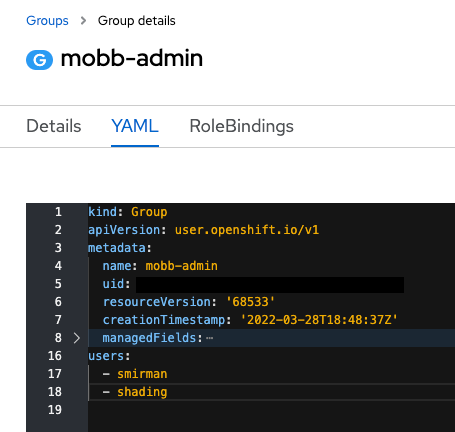 Groups > Group details
G mobb-admin
Details YAML RoleBindings
1 kind: Group
2 apiVersion: user.openshift.io/v1
3 metadata:
4 name: mobb-admin
5 uid:
6 resourceVersion: '68533'
7 creationTimestamp: '2022-03-28T18:48:37Z'
8 > managedFields:⋯
16 users:
17 - smirman
18 - shading
19